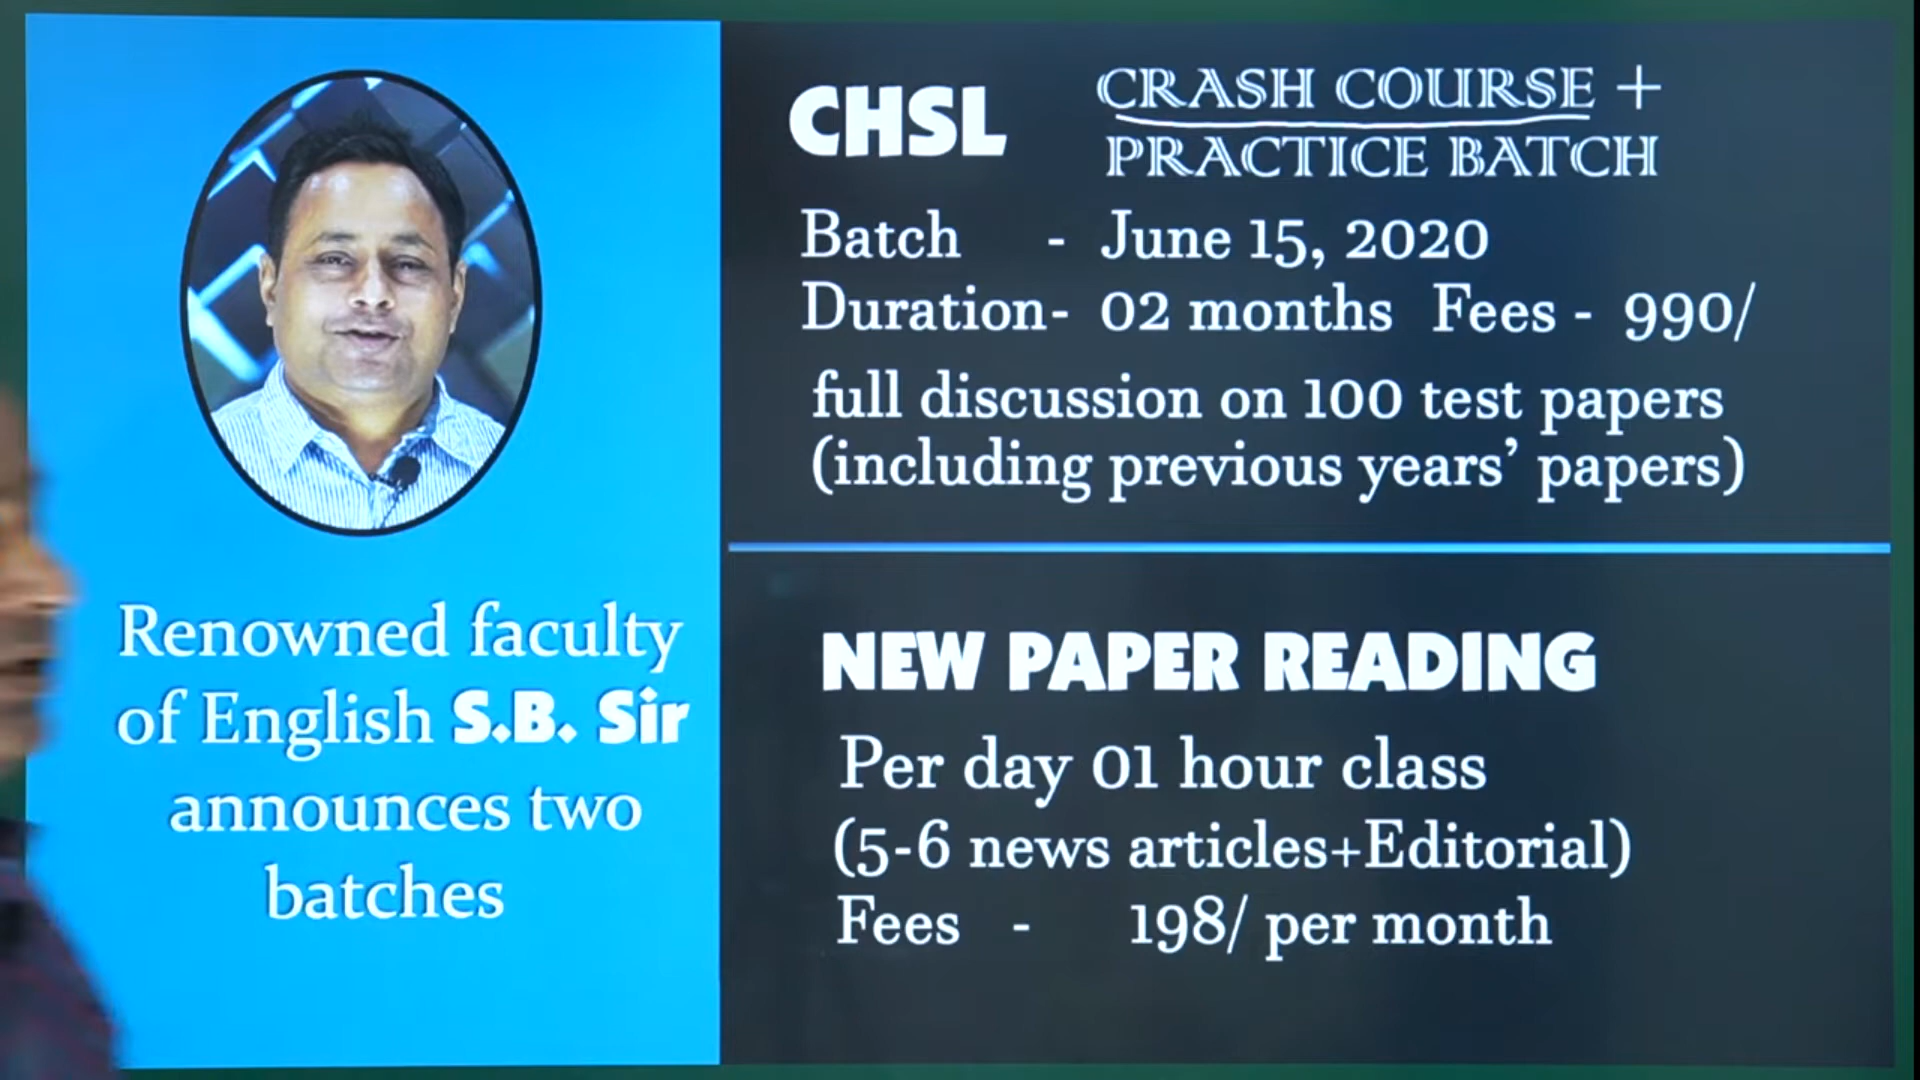 Renowned faculty
of English S.B. Sir
announces two
batches
CHSL
CRASH COURSE +
PRACTICE BATCH
Batch - June 15, 2020
Duration- 02 months Fees - 990/
full discussion on 100 test papers
(including previous years’ papers)
NEW PAPER READING
Per day 01 hour class
(5-6 news articles+Editorial)
Fees - 198/ per month